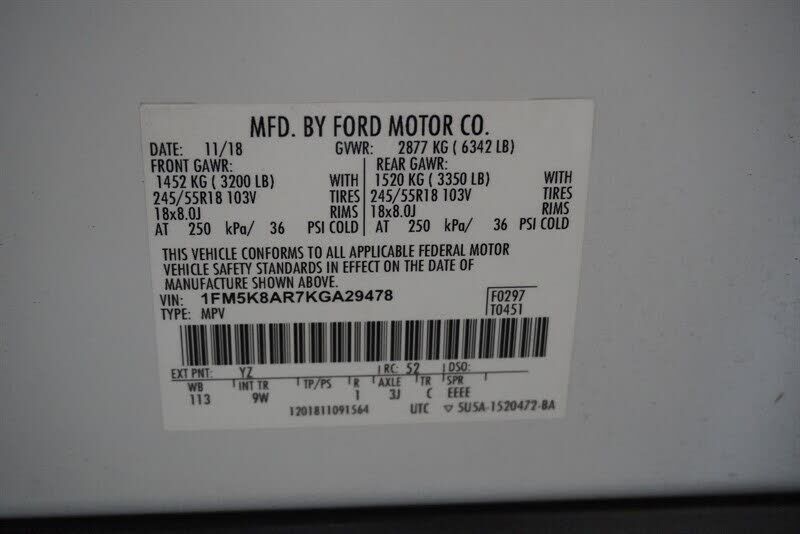 MFD. BY FORD MOTOR CO.
DATE: 11/18 GVWR: 2877 KG ( 6342 LB)
FRONT GAWR: REAR GAWR:
1452 KG ( 3200 LB) WITH 1520 KG ( 3350 LB) WITH
245/55R18 103V TIRES 245/55R18 103V TIRES
18x8.0J RIMS 18x8.0J RIMS
AT 250 kPa/ 36 PSI COLD AT 250 kPa/ 36 PSI COLD
THIS VEHICLE CONFORMS TO ALL APPLICABLE FEDERAL MOTOR
VEHICLE SAFETY STANDARDS IN EFFECT ON THE DATE OF
MANUFACTURE SHOWN ABOVE.
VIN: 1FM5K8AR7KGA29478 F0297
TYPE: MPV T0451
EXT PNT: YZ RC: 52 DSO:
WB INT TR TP/PS R AXLE TR SPR
113 9W 1 3J C EEEE
1201811091564 UTC ▽ 5U5A-1520472-BA